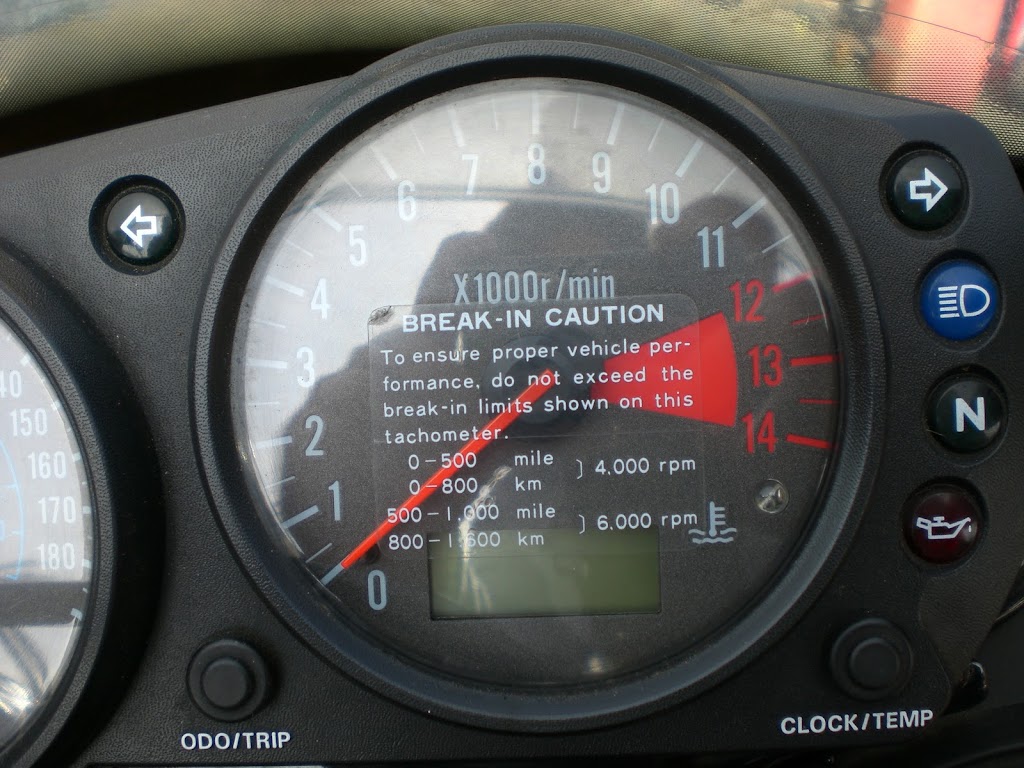 7 8 9
6 10
5 11
4 12
3 13
2 14
1
0
X1000r/min
BREAK-IN CAUTION
To ensure proper vehicle per-
formance, do not exceed the
break-in limits shown on this
tachometer.
0-500 mile } 4,000 rpm
0-800 km
500-1,000 mile } 6,000 rpm
800-1,600 km
N
150
160
170
180
ODO/TRIP
CLOCK/TEMP